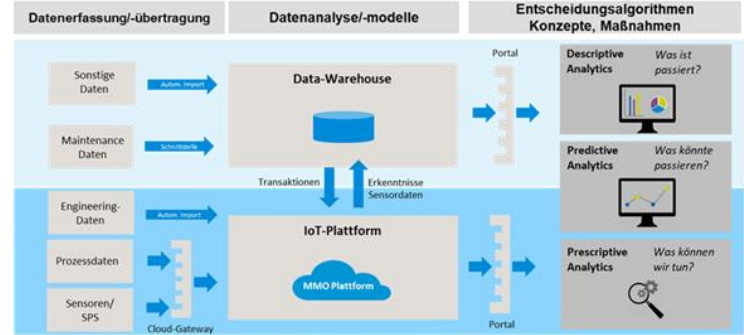 Datenerfassung/-übertragung
Datenanalyse/-modelle
Entscheidungsalgorithmen
Konzepte, Maßnahmen
Sonstige
Daten
Autom. Import
Data-Warehouse
Portal
Descriptive
Analytics
Was ist
passiert?
Maintenance
Daten
Schnittstelle
Predictive
Analytics
Was könnte
passieren?
Transaktionen
Erkenntnisse
Sensordaten
Engineering-
Daten
Autom. Import
IoT-Plattform
Prozessdaten
MMO Plattform
Prescriptive
Analytics
Was können
wir tun?
Sensoren/
SPS
Cloud-Gateway
Portal